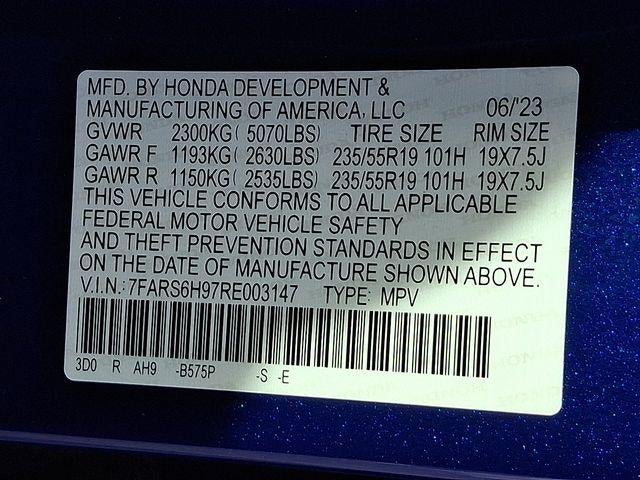 MFD. BY HONDA DEVELOPMENT &
MANUFACTURING OF AMERICA, LLC 06/'23
GVWR 2300KG( 5070LBS) TIRE SIZE RIM SIZE
GAWR F 1193KG( 2630LBS) 235/55R19 101H 19X7.5J
GAWR R 1150KG( 2535LBS) 235/55R19 101H 19X7.5J
THIS VEHICLE CONFORMS TO ALL APPLICABLE
FEDERAL MOTOR VEHICLE SAFETY
AND THEFT PREVENTION STANDARDS IN EFFECT
ON THE DATE OF MANUFACTURE SHOWN ABOVE.
V.I.N.: 7FARS6H97RE003147 TYPE: MPV
3D0 R AH9 -B575P -S -E